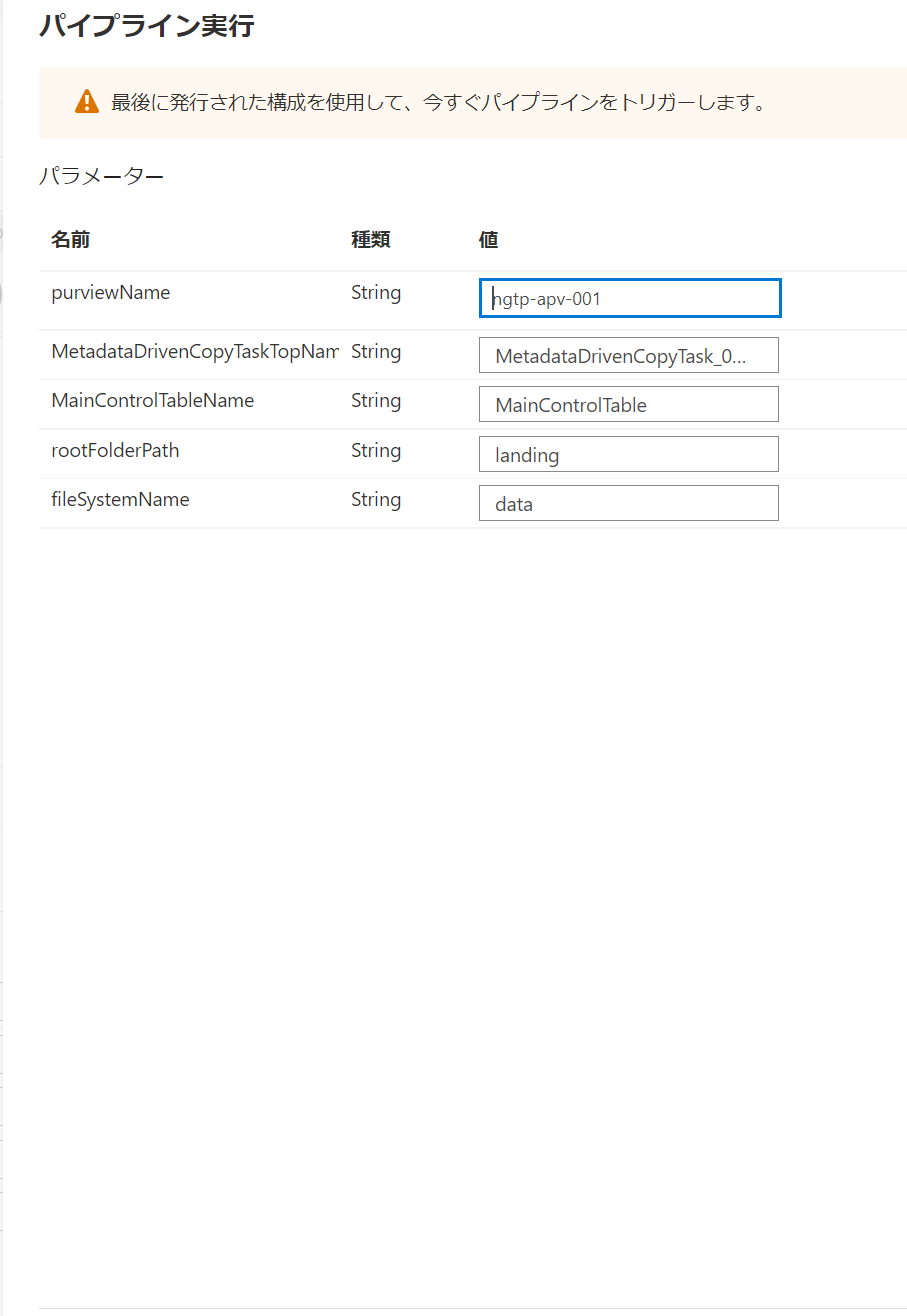 パイプライン実行
最後に発行された構成を使用して、今すぐパイプラインをトリガーします。
パラメーター
名前 種類 値
purviewName String ngtp-apv-001
MetadataDrivenCopyTaskTopNam String MetadataDrivenCopyTask_0...
MainControlTableName String MainControlTable
rootFolderPath String landing
fileSystemName String data